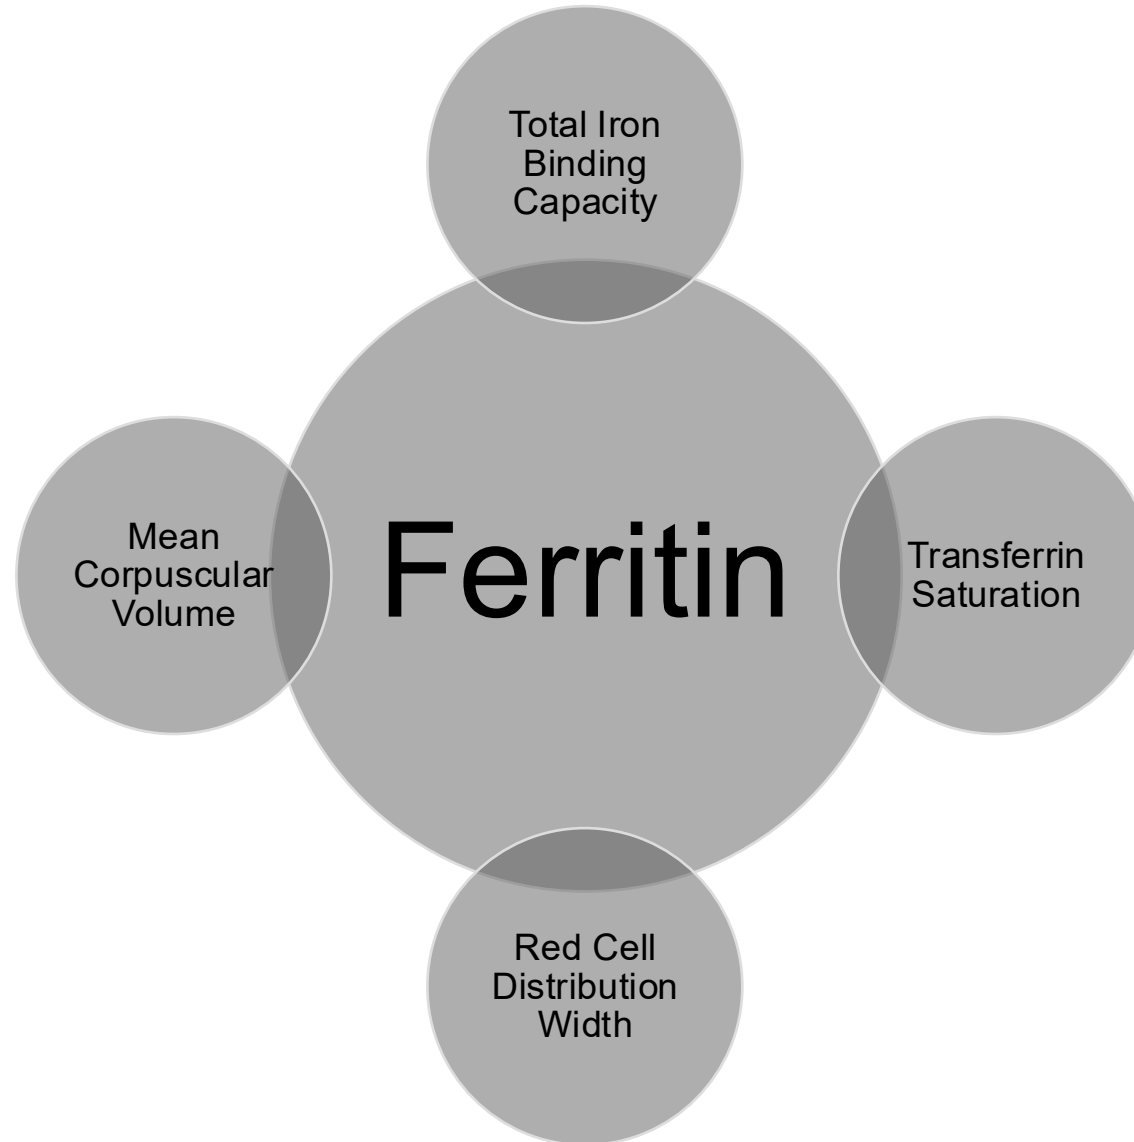 Total Iron
Binding
Capacity
Mean
Corpuscular
Volume
Ferritin
Transferrin
Saturation
Red Cell
Distribution
Width